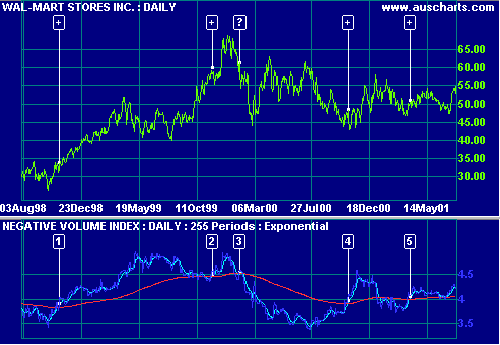 WAL-MART STORES INC. : DAILY www.auscharts.com
+ + ? + +
65.00
60.00
55.00
50.00
45.00
40.00
35.00
30.00
03Aug98 23Dec98 19May99 11Oct99 06Mar00 27Jul00 18Dec00 14May01
NEGATIVE VOLUME INDEX : DAILY : 255 Periods : Exponential
1 2 3 4 5
4.5
4
3.5